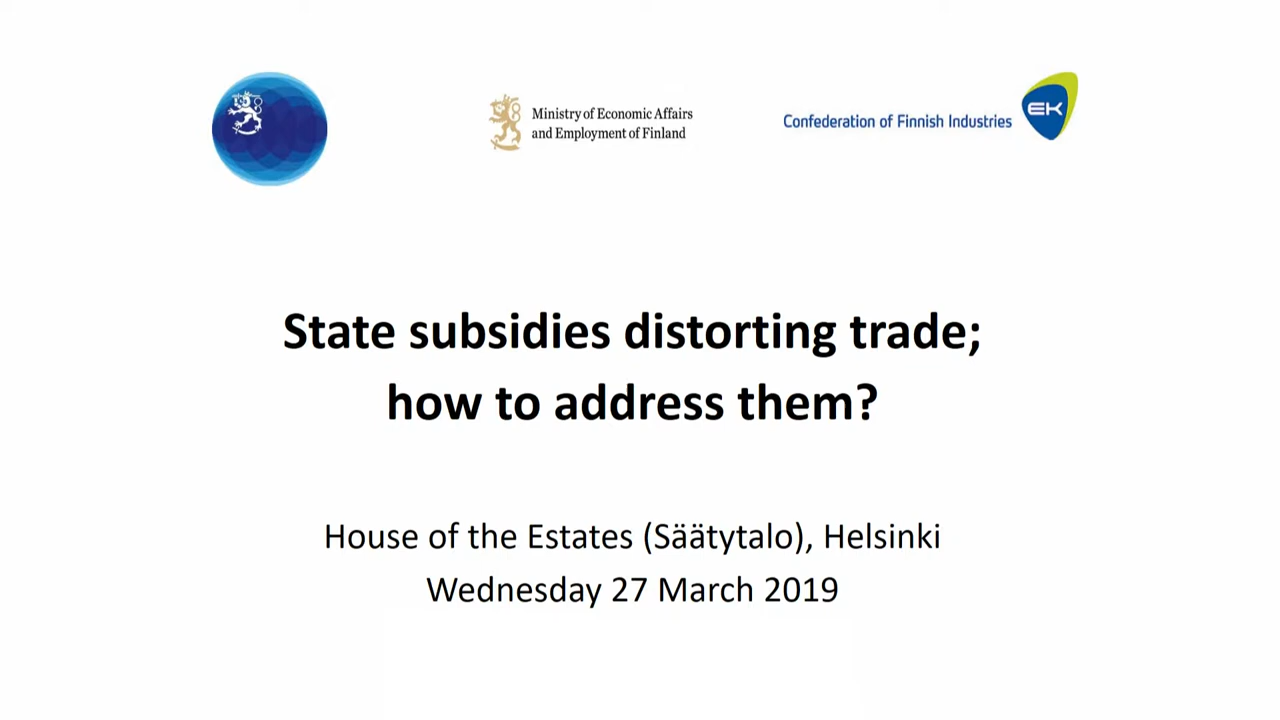 Ministry of Economic Affairs
and Employment of Finland
Confederation of Finnish Industries
EK
State subsidies distorting trade;
how to address them?
House of the Estates (Säätytalo), Helsinki
Wednesday 27 March 2019